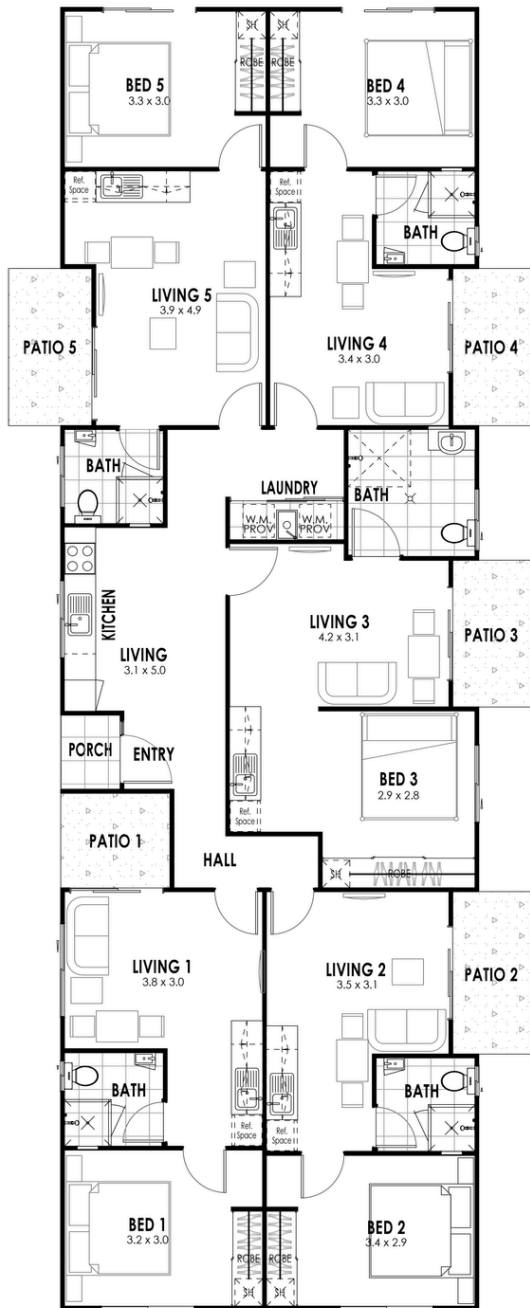 SH
SH
ROBE
ROBE
BED 5
3.3 x 3.0
BED 4
3.3 x 3.0
Ref.
Space
Ref.
Space
BATH
LIVING 5
3.9 x 4.9
LIVING 4
3.4 x 3.0
PATIO 5
PATIO 4
BATH
LAUNDRY
BATH
W.M.
PROV
W.M.
PROV
KITCHEN
LIVING
3.1 x 5.0
LIVING 3
4.2 x 3.1
PATIO 3
PORCH
ENTRY
BED 3
2.9 x 2.8
Ref.
Space
PATIO 1
HALL
SH
ROBE
LIVING 1
3.8 x 3.0
LIVING 2
3.5 x 3.1
PATIO 2
BATH
BATH
Ref.
Space
Ref.
Space
BED 1
3.2 x 3.0
BED 2
3.4 x 2.9
ROBE
ROBE
SH
SH